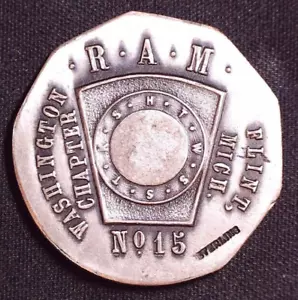 · R · A · M ·
WASHINGTON
CHAPTER
FLINT,
MICH.
H · T · W · S · S · T · K · S
STERLING
No. 15